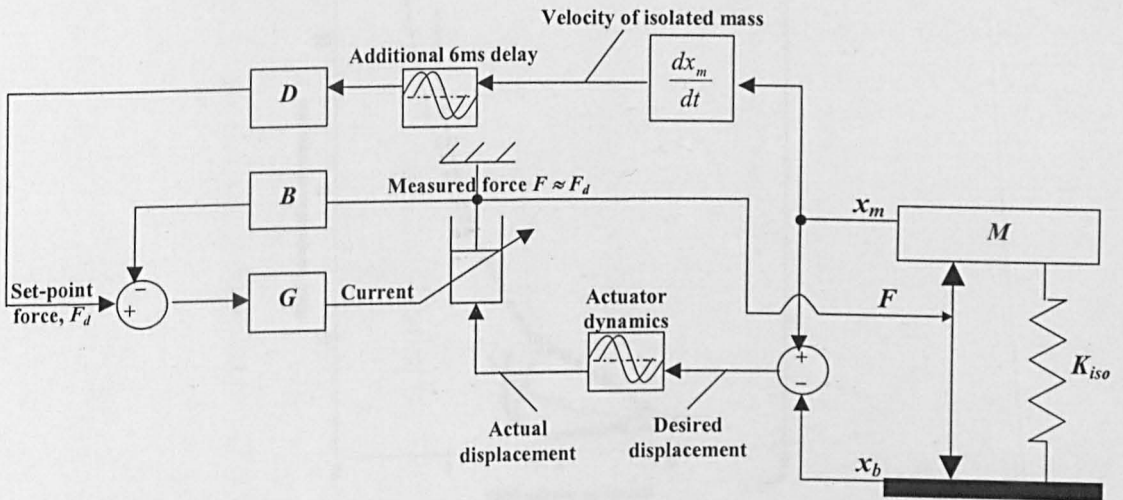 Velocity of isolated mass
Additional 6ms delay
D
dx_m
dt
B
Measured force F ≈ F_d
x_m
M
Set-point
force, F_d
−
+
G
Current
Actuator
dynamics
F
+
−
K_iso
Actual
displacement
Desired
displacement
x_b